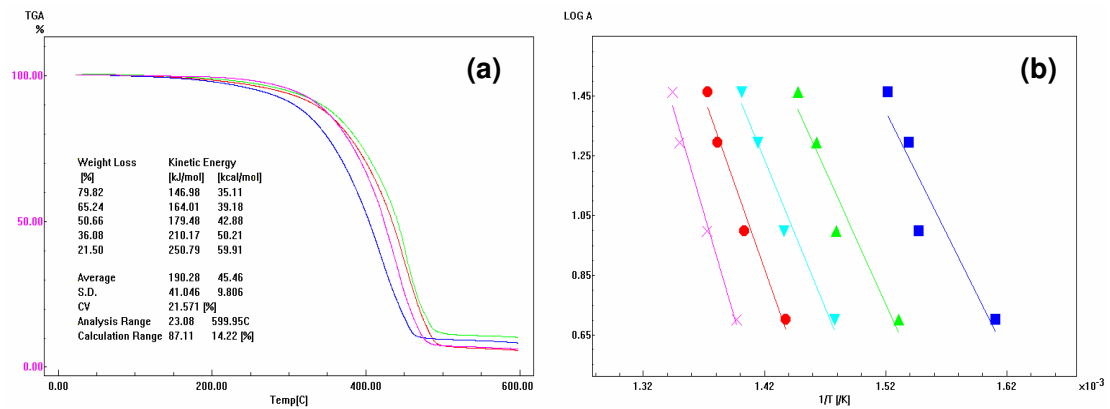 TGA
%
(a)
100.00
50.00
0.00
Weight Loss Kinetic Energy
[%] [kJ/mol] [kcal/mol]
79.82 146.98 35.11
65.24 164.01 39.18
50.66 179.48 42.88
36.08 210.17 50.21
21.50 250.79 59.91
Average 190.28 45.46
S.D. 41.046 9.806
CV 21.571 [%]
Analysis Range 23.08 599.95C
Calculation Range 87.11 14.22 [%]
0.00 200.00 400.00 600.00
Temp[C]
LOG A
(b)
1.45
1.25
1.05
0.85
0.65
1.32 1.42 1.52 1.62 ×10⁻³
1/T [/K]